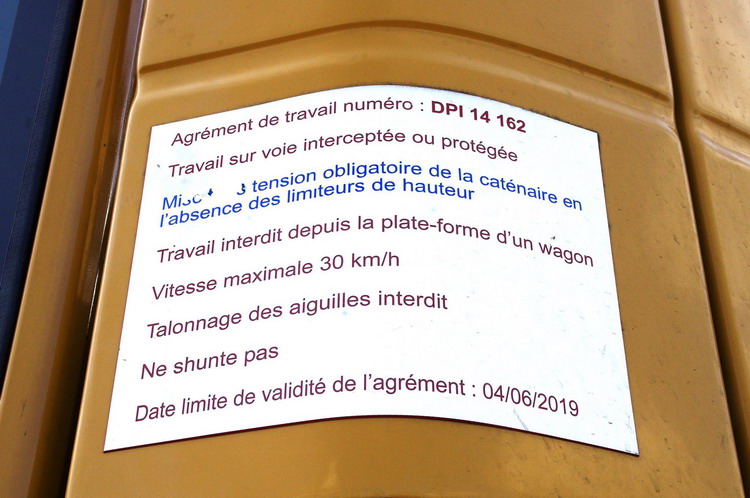 Agrément de travail numéro : DPI 14 162
Travail sur voie interceptée ou protégée
tension obligatoire de la caténaire en
l'absence des limiteurs de hauteur
Travail interdit depuis la plate-forme d'un wagon
Vitesse maximale 30 km/h
Talonnage des aiguilles interdit
Ne shunte pas
Date limite de validité de l'agrément : 04/06/2019